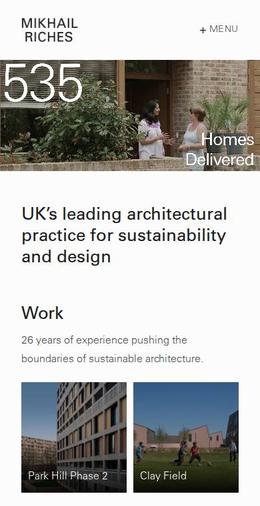 MIKHAIL
RICHES
+ MENU
535
Homes
Delivered
UK’s leading architectural
practice for sustainability
and design
Work
26 years of experience pushing the
boundaries of sustainable architecture.
Park Hill Phase 2
Clay Field